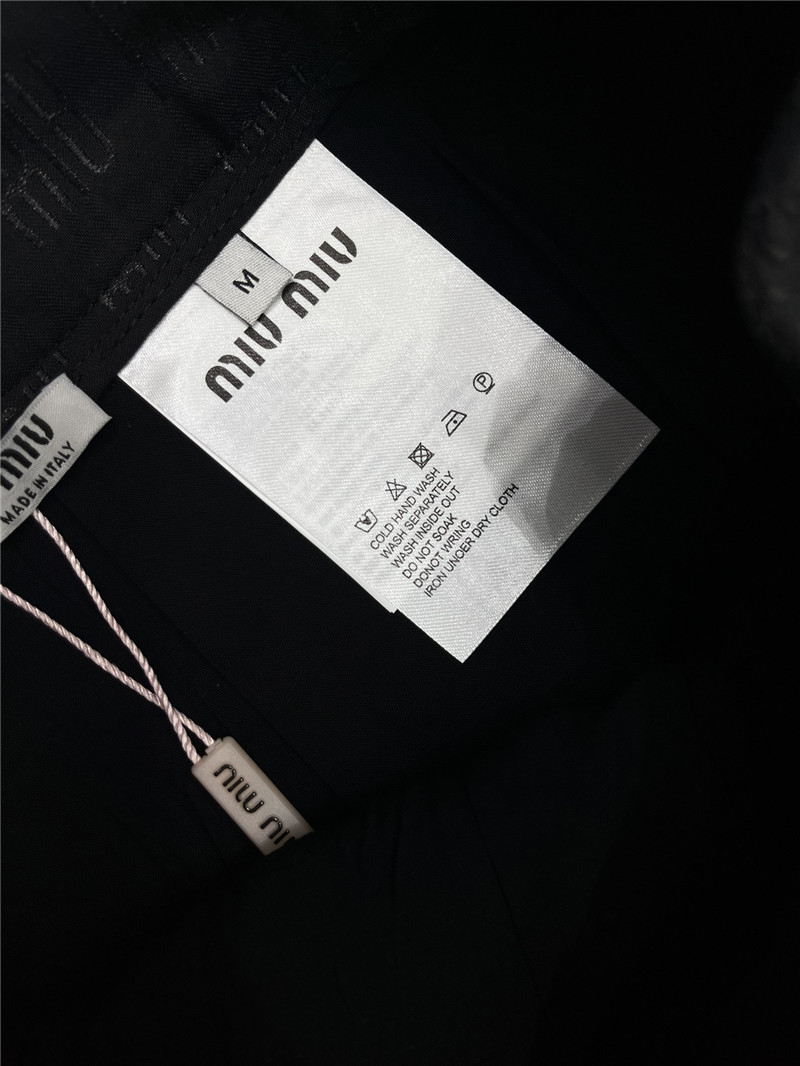 MIU MIU
M
MIU
MADE IN ITALY
P
COLD HAND WASH
WASH SEPARATELY
WASH INSIDE OUT
DO NOT SOAK
DONOT WRING
IRON UNOER DRY CLOTH
miu